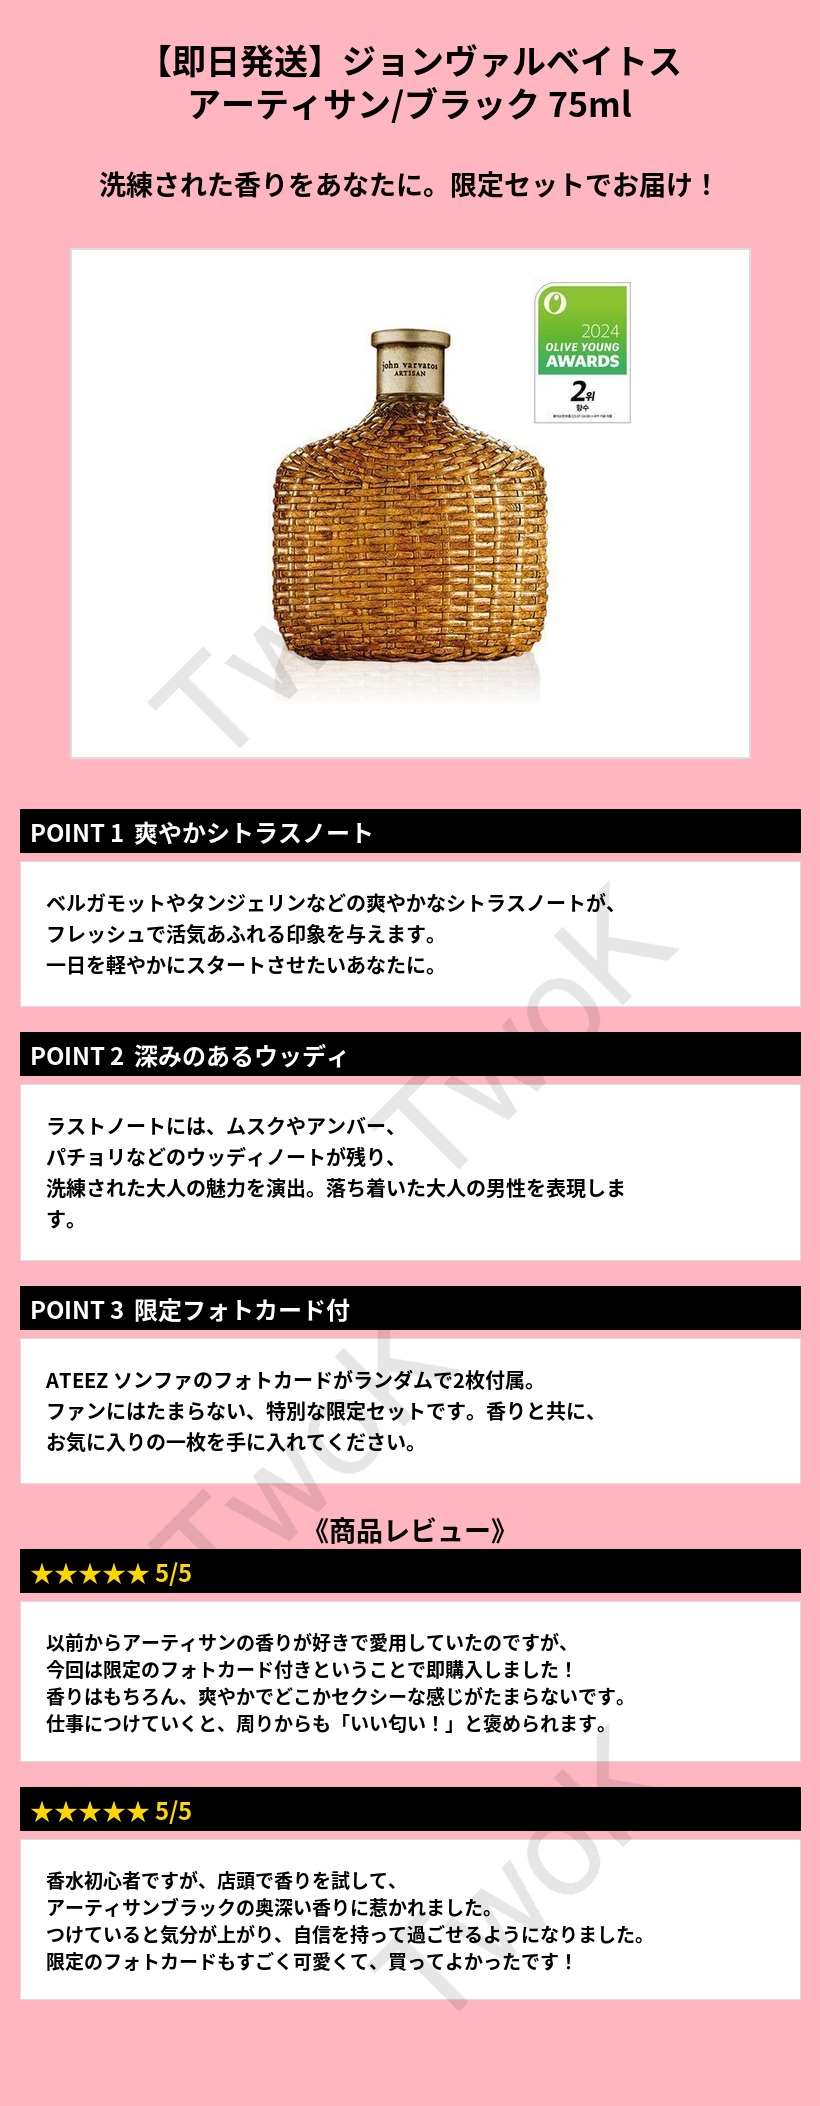 【即日発送】ジョンヴァルベイトス
アーティサン/ブラック 75ml
洗練された香りをあなたに。限定セットでお届け！
2024
OLIVE YOUNG
AWARDS
2위
향수
john varvatos
ARTISAN
Tw
POINT 1 爽やかシトラスノート
ベルガモットやタンジェリンなどの爽やかなシトラスノートが、
フレッシュで活気あふれる印象を与えます。
一日を軽やかにスタートさせたいあなたに。
TwoK
POINT 2 深みのあるウッディ
ラストノートには、ムスクやアンバー、
パチョリなどのウッディノートが残り、
洗練された大人の魅力を演出。落ち着いた大人の男性を表現しま
す。
POINT 3 限定フォトカード付
ATEEZ ソンファのフォトカードがランダムで2枚付属。
ファンにはたまらない、特別な限定セットです。香りと共に、
お気に入りの一枚を手に入れてください。
TwoK
《商品レビュー》
★★★★★ 5/5
以前からアーティサンの香りが好きで愛用していたのですが、
今回は限定のフォトカード付きということで即購入しました！
香りはもちろん、爽やかでどこかセクシーな感じがたまらないです。
仕事につけていくと、周りからも「いい匂い！」と褒められます。
★★★★★ 5/5
香水初心者ですが、店頭で香りを試して、
アーティサンブラックの奥深い香りに惹かれました。
つけていると気分が上がり、自信を持って過ごせるようになりました。
限定のフォトカードもすごく可愛くて、買ってよかったです！
TwoK